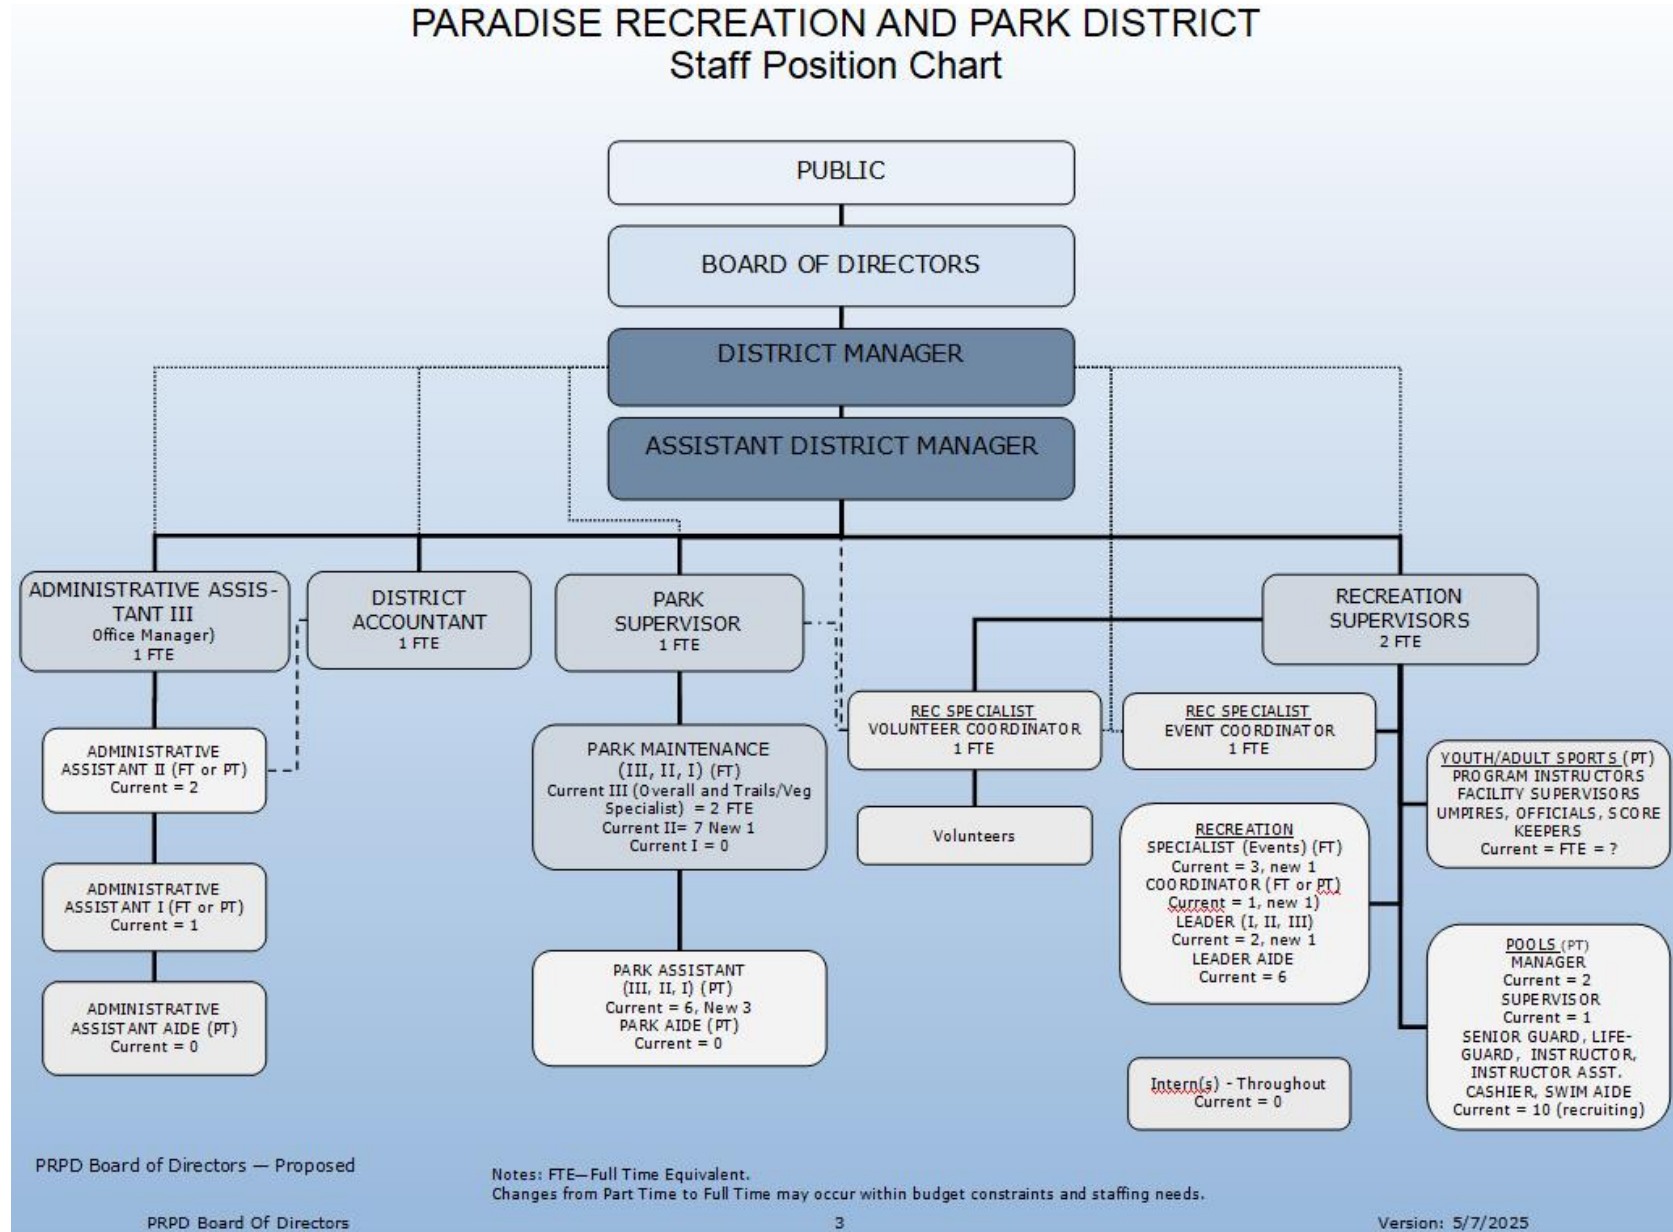 PARADISE RECREATION AND PARK DISTRICT
Staff Position Chart
PUBLIC
BOARD OF DIRECTORS
DISTRICT MANAGER
ASSISTANT DISTRICT MANAGER
ADMINISTRATIVE ASSIS-
TANT III
Office Manager)
1 FTE
DISTRICT
ACCOUNTANT
1 FTE
PARK
SUPERVISOR
1 FTE
RECREATION
SUPERVISORS
2 FTE
ADMINISTRATIVE
ASSISTANT II (FT or PT)
Current = 2
ADMINISTRATIVE
ASSISTANT I (FT or PT)
Current = 1
ADMINISTRATIVE
ASSISTANT AIDE (PT)
Current = 0
PARK MAINTENANCE
(III, II, I) (FT)
Current III (Overall and Trails/Veg
Specialist) = 2 FTE
Current II= 7 New 1
Current I = 0
PARK ASSISTANT
(III, II, I) (PT)
Current = 6, New 3
PARK AIDE (PT)
Current = 0
REC SPECIALIST
VOLUNTEER COORDINATOR
1 FTE
Volunteers
REC SPECIALIST
EVENT COORDINATOR
1 FTE
RECREATION
SPECIALIST (Events) (FT)
Current = 3, new 1
COORDINATOR (FT or PT)
Current = 1, new 1)
LEADER (I, II, III)
Current = 2, new 1
LEADER AIDE
Current = 6
Intern(s) - Throughout
Current = 0
YOUTH/ADULT SPORTS (PT)
PROGRAM INSTRUCTORS
FACILITY SUPERVISORS
UMPIRES, OFFICIALS, SCORE
KEEPERS
Current = FTE = ?
POOLS (PT)
MANAGER
Current = 2
SUPERVISOR
Current = 1
SENIOR GUARD, LIFE-
GUARD, INSTRUCTOR,
INSTRUCTOR ASST.
CASHIER, SWIM AIDE
Current = 10 (recruiting)
PRPD Board of Directors — Proposed
Notes: FTE—Full Time Equivalent.
Changes from Part Time to Full Time may occur within budget constraints and staffing needs.
PRPD Board Of Directors
3
Version: 5/7/2025